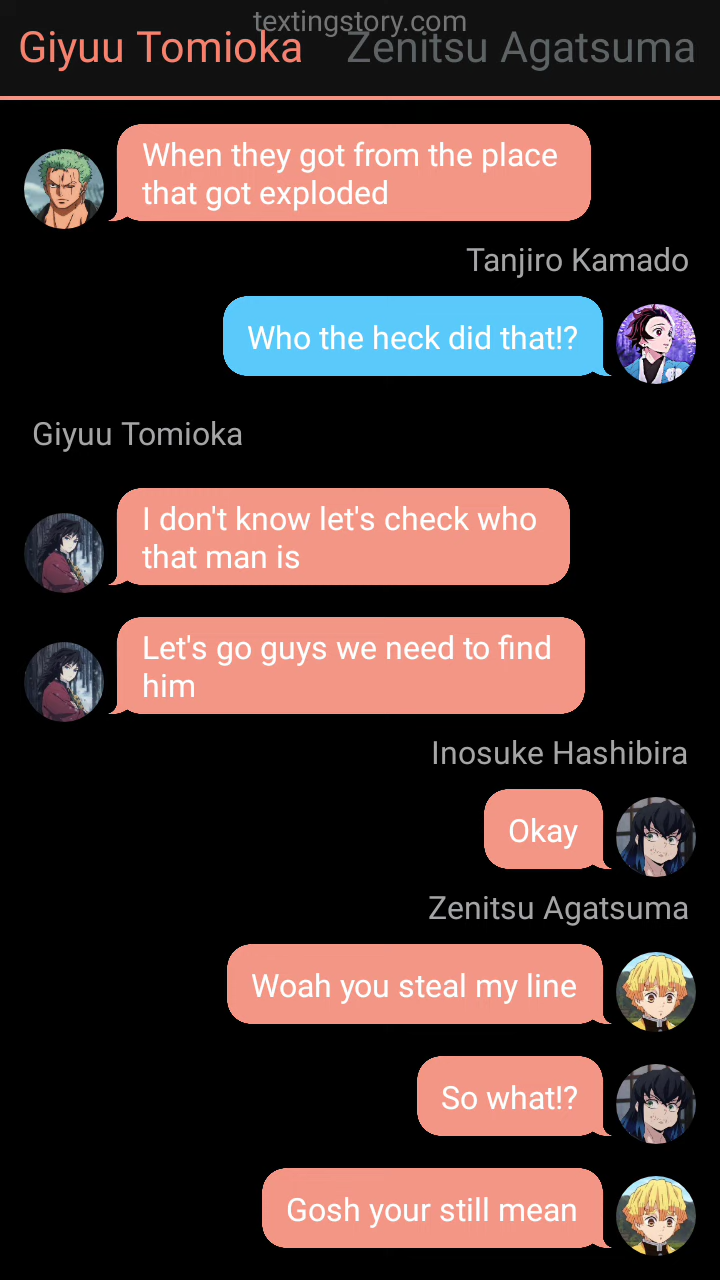 textingstory.com
Giyuu Tomioka Zenitsu Agatsuma
When they got from the place
that got exploded
Tanjiro Kamado
Who the heck did that!?
Giyuu Tomioka
I don't know let's check who
that man is
Let's go guys we need to find
him
Inosuke Hashibira
Okay
Zenitsu Agatsuma
Woah you steal my line
So what!?
Gosh your still mean